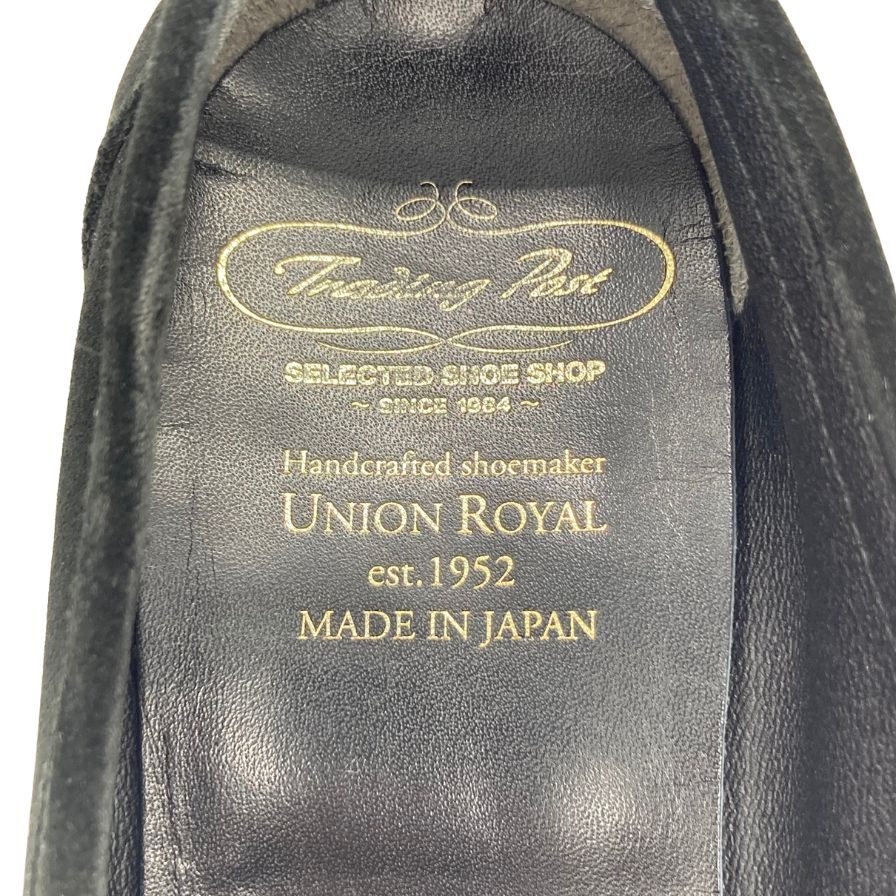 Trading Post
SELECTED SHOE SHOP
~ SINCE 1984 ~
Handcrafted shoemaker
UNION ROYAL
est.1952
MADE IN JAPAN